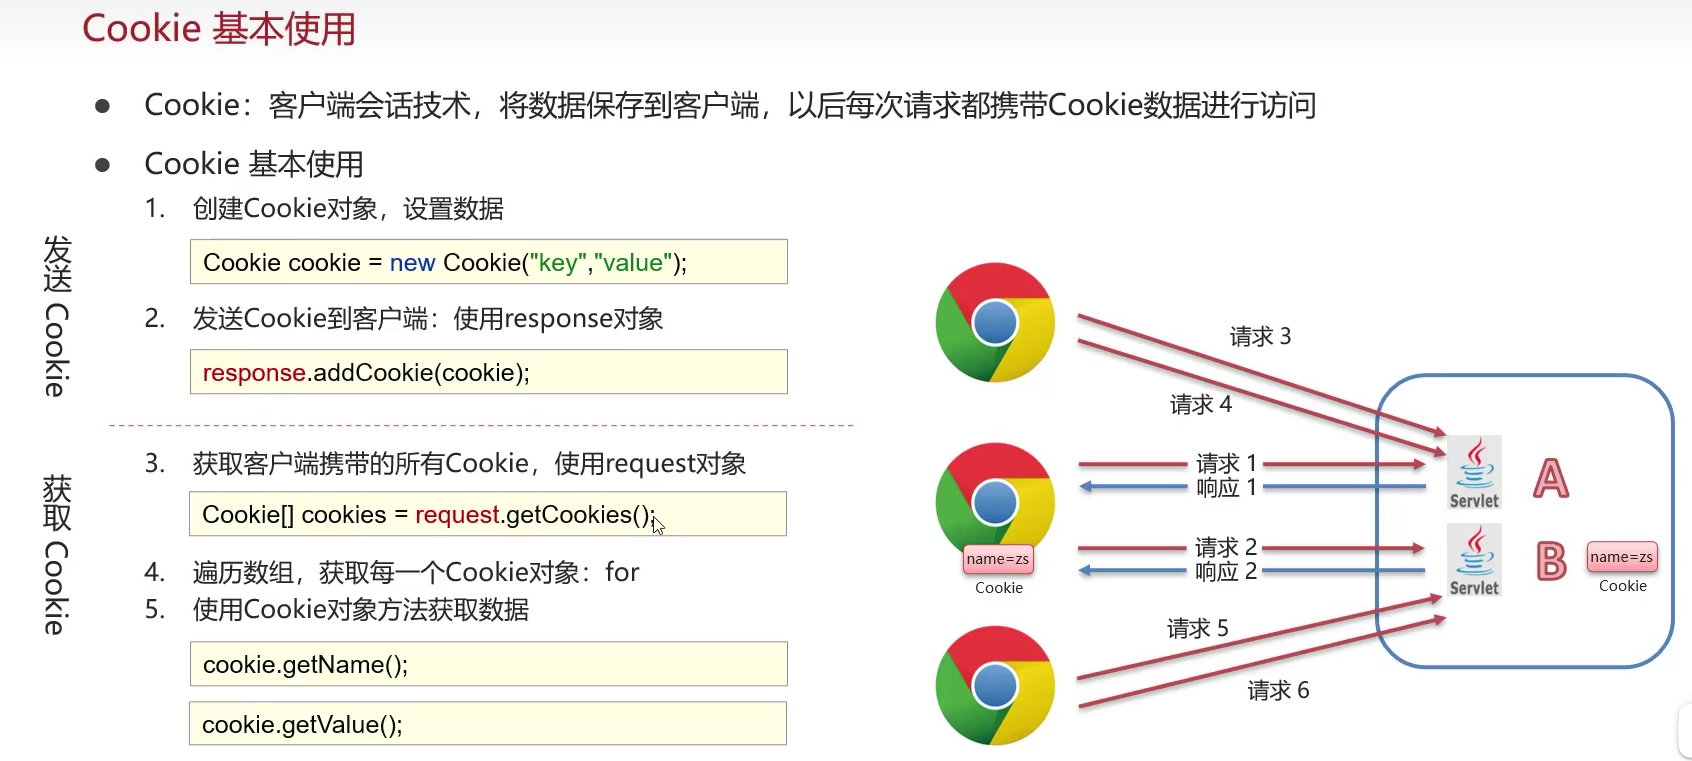 Cookie 基本使用
● Cookie：客户端会话技术，将数据保存到客户端，以后每次请求都携带Cookie数据进行访问
● Cookie 基本使用
发送 Cookie
1. 创建Cookie对象，设置数据
Cookie cookie = new Cookie("key","value");
2. 发送Cookie到客户端：使用response对象
response.addCookie(cookie);
获取 Cookie
3. 获取客户端携带的所有Cookie，使用request对象
Cookie[] cookies = request.getCookies();
4. 遍历数组，获取每一个Cookie对象：for
5. 使用Cookie对象方法获取数据
cookie.getName();
cookie.getValue();
请求 3
请求 4
请求 1
响应 1
Servlet
A
请求 2
响应 2
name=zs
Cookie
Servlet
B
name=zs
Cookie
请求 5
请求 6